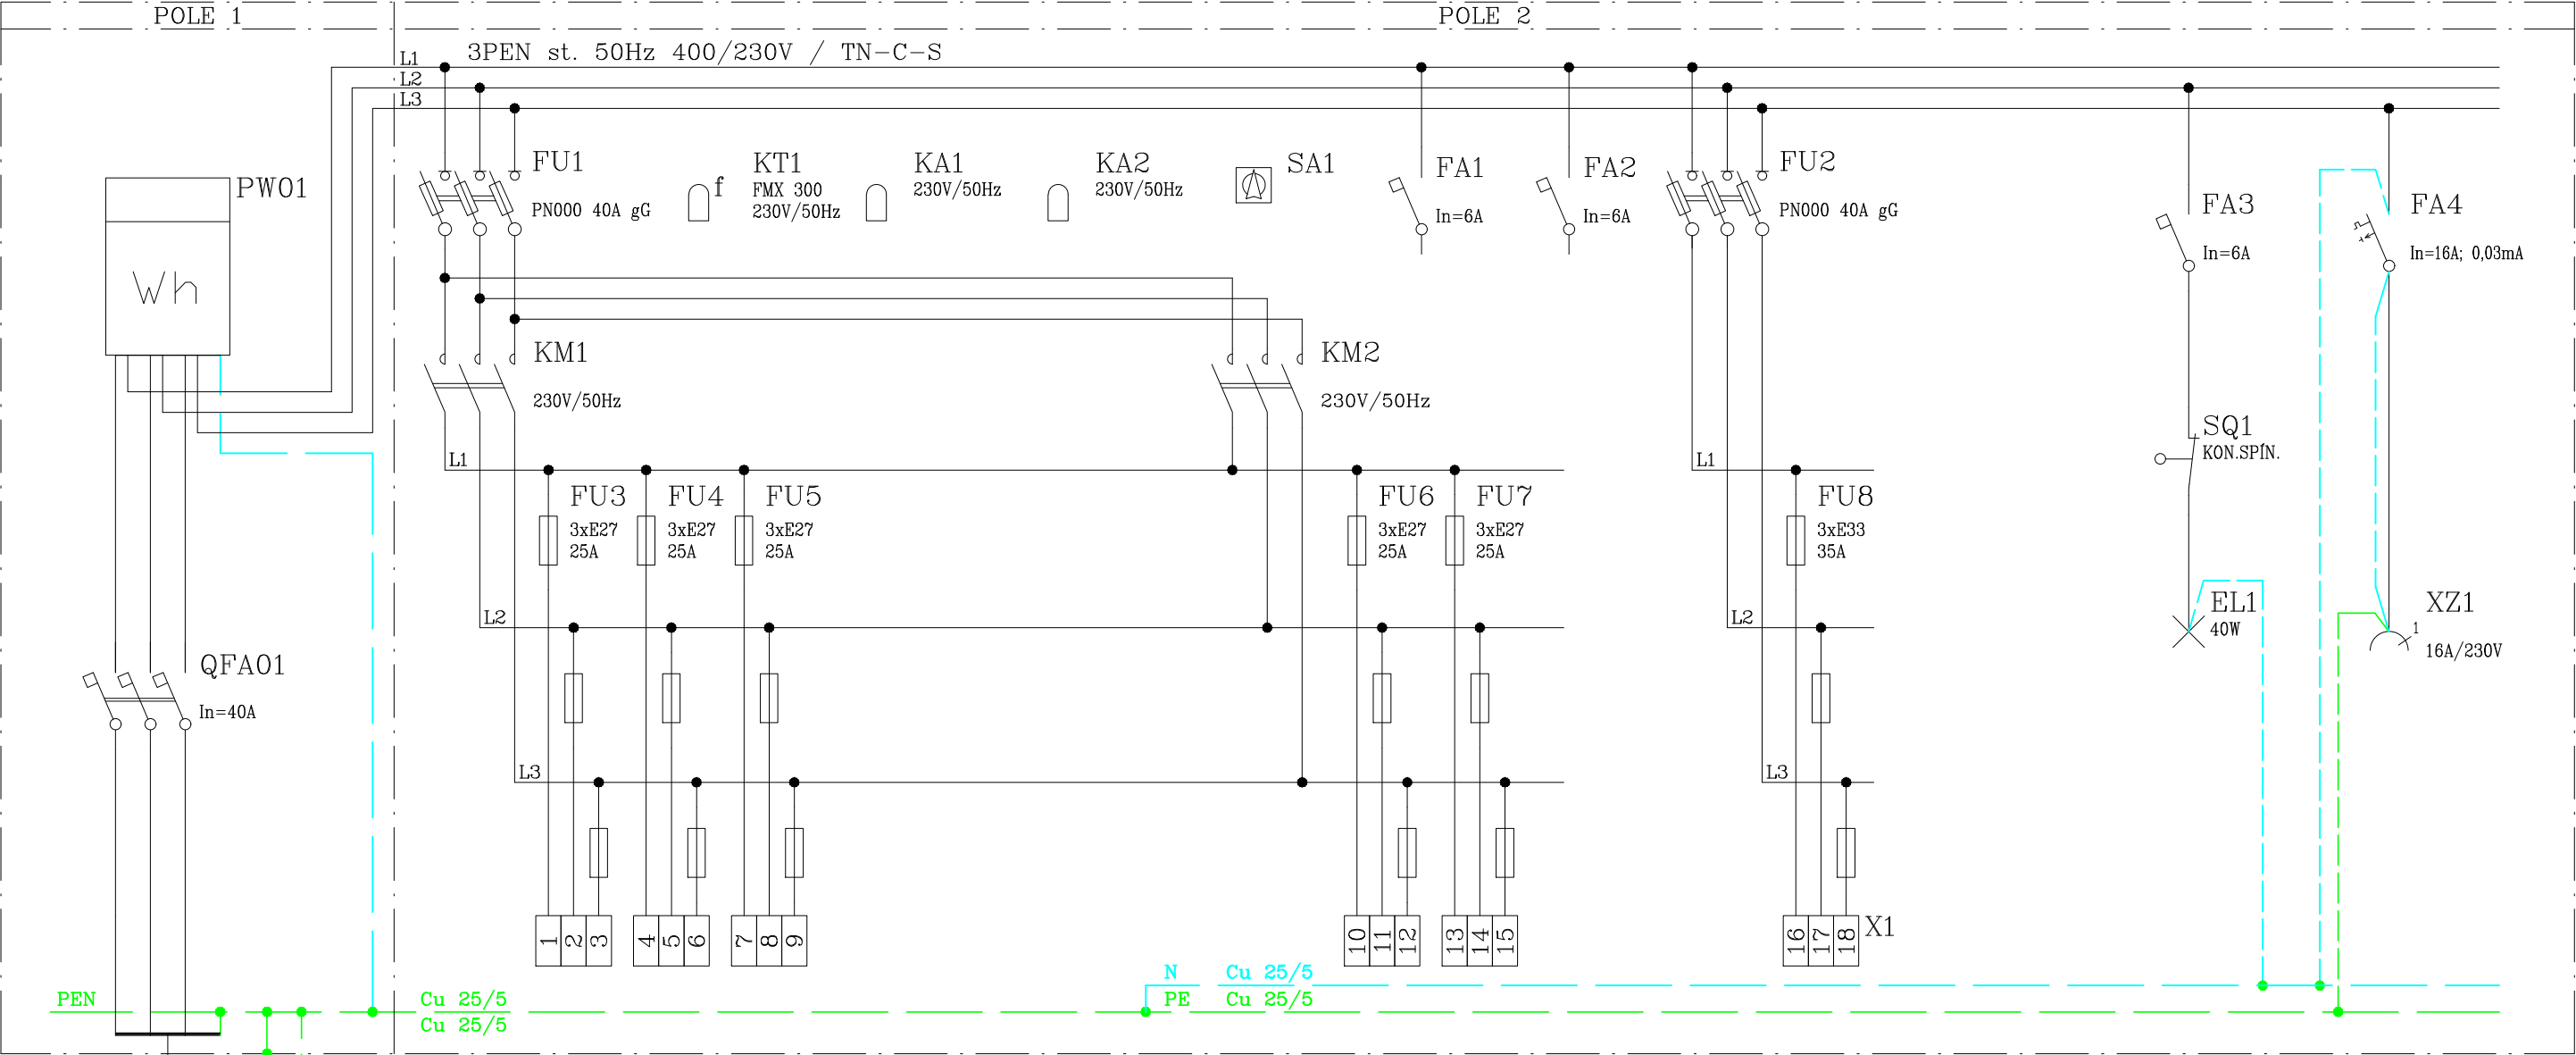 POLE 1
POLE 2
3PEN st. 50Hz 400/230V / TN-C-S
L1
L2
L3
PW01
Wh
FU1
PN000 40A gG
f
KT1
FMX 300
230V/50Hz
KA1
230V/50Hz
KA2
230V/50Hz
SA1
FA1
In=6A
FA2
In=6A
FU2
PN000 40A gG
FA3
In=6A
FA4
In=16A; 0,03mA
KM1
230V/50Hz
KM2
230V/50Hz
SQ1
KON.SPÍN.
L1
L1
FU3
3xE27
25A
FU4
3xE27
25A
FU5
3xE27
25A
FU6
3xE27
25A
FU7
3xE27
25A
FU8
3xE33
35A
L2
L2
EL1
40W
XZ1
1
16A/230V
QFA01
In=40A
L3
L3
1 2 3 4 5 6 7 8 9 10 11 12 13 14 15 16 17 18
X1
N Cu 25/5
PEN Cu 25/5
PE Cu 25/5
Cu 25/5